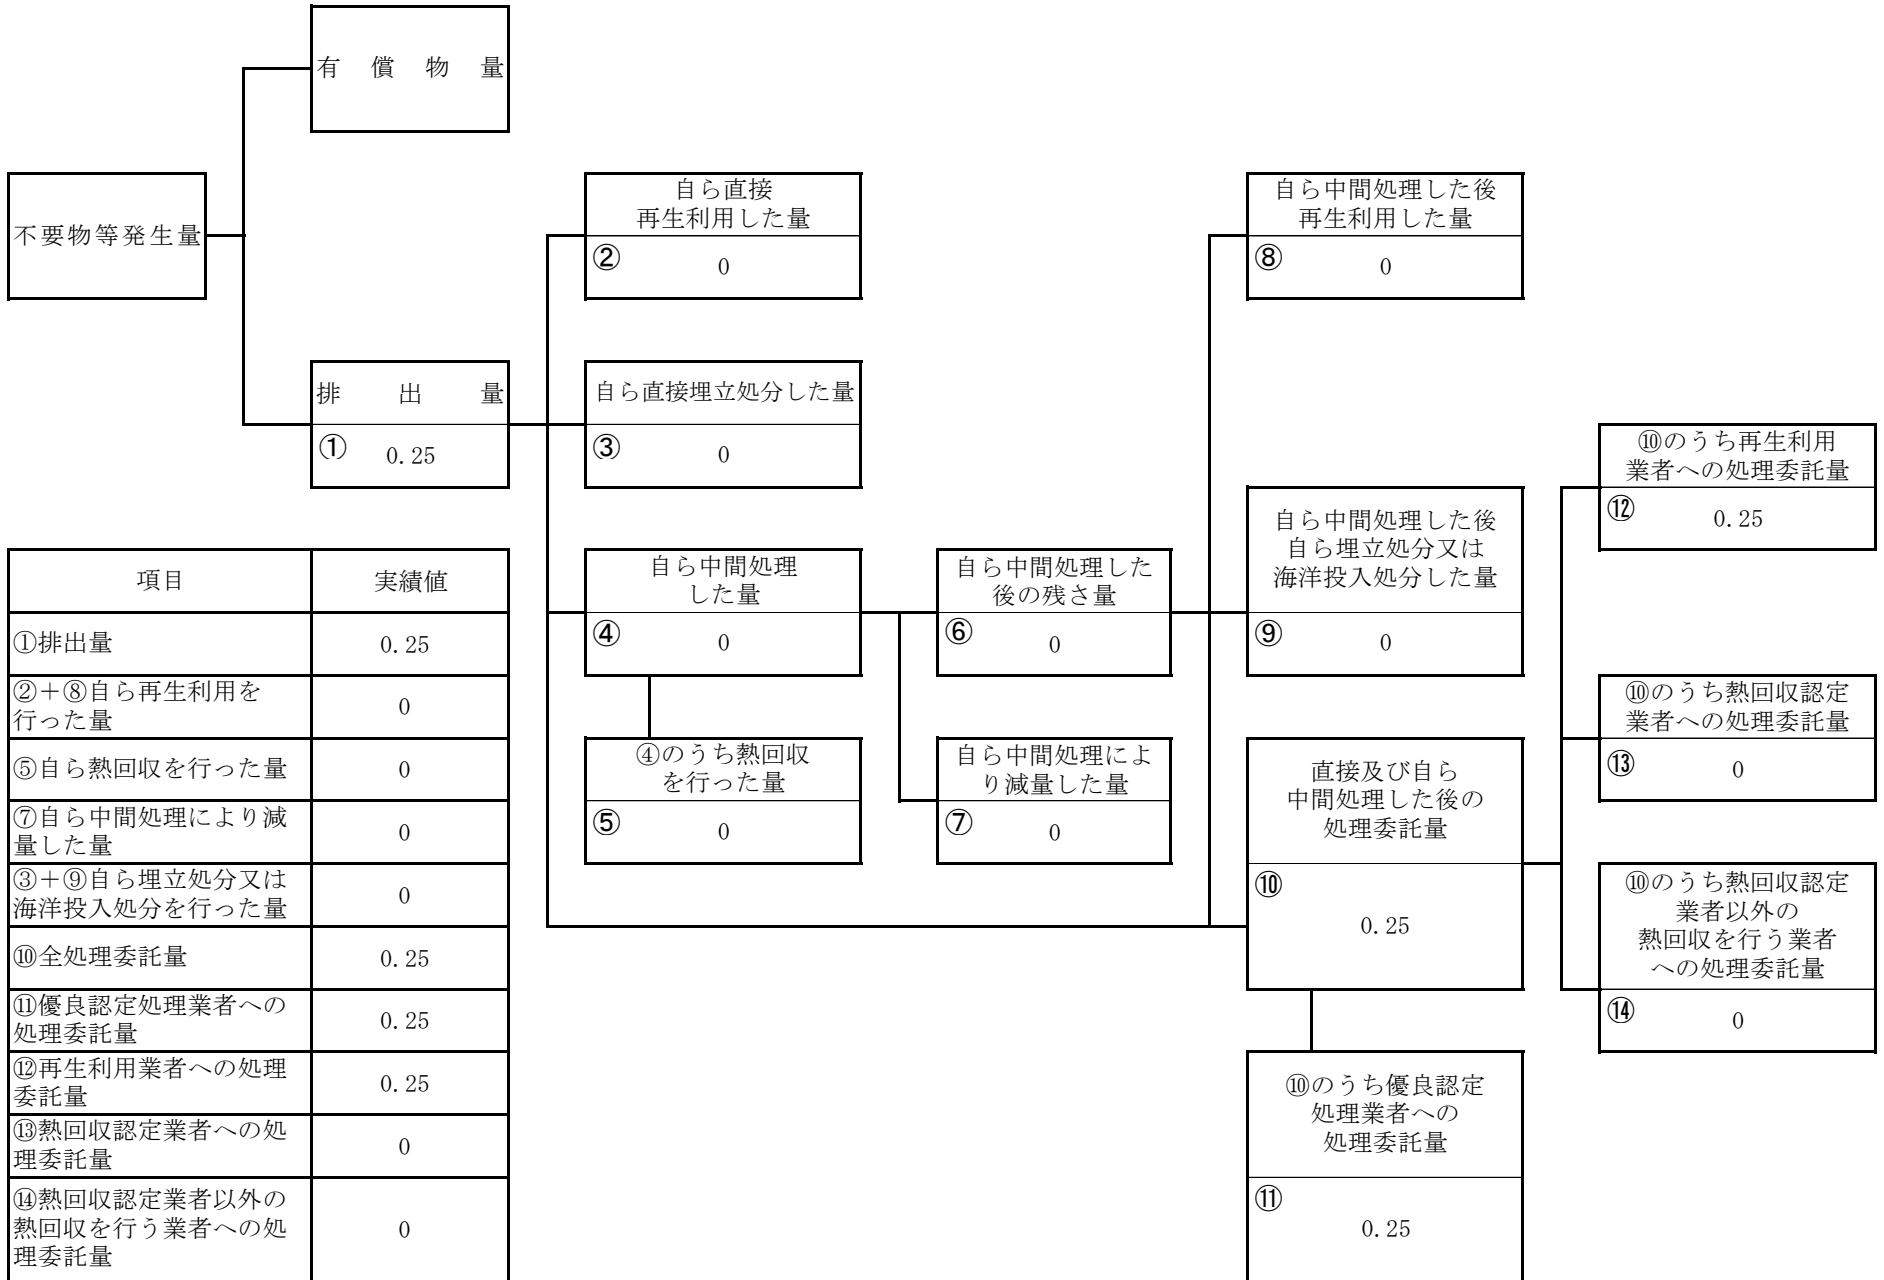 有償物量
不要物等発生量
排出量
① 0.25
自ら直接
再生利用した量
② 0
自ら直接埋立処分した量
③ 0
自ら中間処理
した量
④ 0
④のうち熱回収
を行った量
⑤ 0
自ら中間処理した
後の残さ量
⑥ 0
自ら中間処理によ
り減量した量
⑦ 0
自ら中間処理した後
再生利用した量
⑧ 0
自ら中間処理した後
自ら埋立処分又は
海洋投入処分した量
⑨ 0
直接及び自ら
中間処理した後の
処理委託量
⑩
0.25
⑩のうち優良認定
処理業者への
処理委託量
⑪
0.25
⑩のうち再生利用
業者への処理委託量
⑫ 0.25
⑩のうち熱回収認定
業者への処理委託量
⑬ 0
⑩のうち熱回収認定
業者以外の
熱回収を行う業者
への処理委託量
⑭ 0
項目 実績値
①排出量 0.25
②＋⑧自ら再生利用を
行った量 0
⑤自ら熱回収を行った量 0
⑦自ら中間処理により減
量した量 0
③＋⑨自ら埋立処分又は
海洋投入処分を行った量 0
⑩全処理委託量 0.25
⑪優良認定処理業者への
処理委託量 0.25
⑫再生利用業者への処理
委託量 0.25
⑬熱回収認定業者への処
理委託量 0
⑭熱回収認定業者以外の
熱回収を行う業者への処
理委託量 0